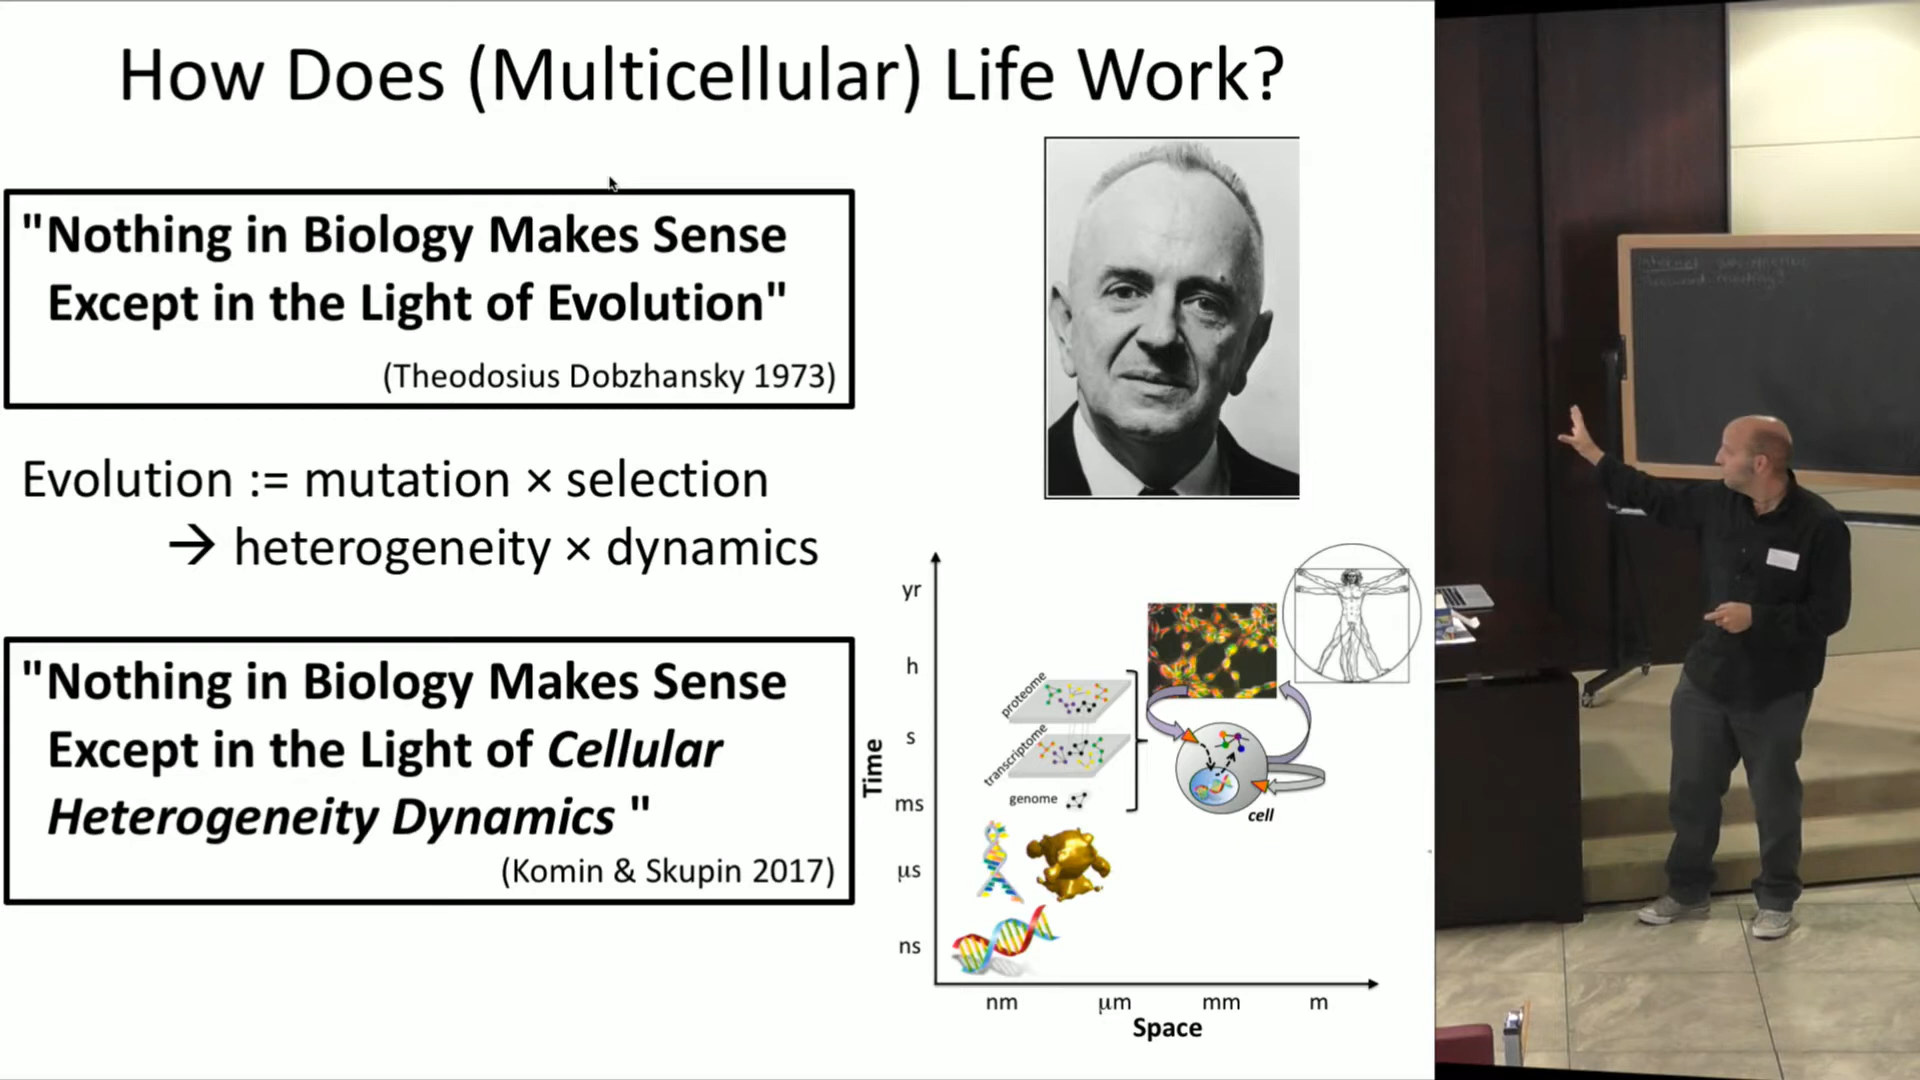 How Does (Multicellular) Life Work?
"Nothing in Biology Makes Sense
Except in the Light of Evolution"
(Theodosius Dobzhansky 1973)
Evolution := mutation × selection
→ heterogeneity × dynamics
"Nothing in Biology Makes Sense
Except in the Light of Cellular
Heterogeneity Dynamics "
(Komin & Skupin 2017)
Time
yr
h
s
ms
µs
ns
proteome
transcriptome
genome
cell
nm
µm
mm
m
Space